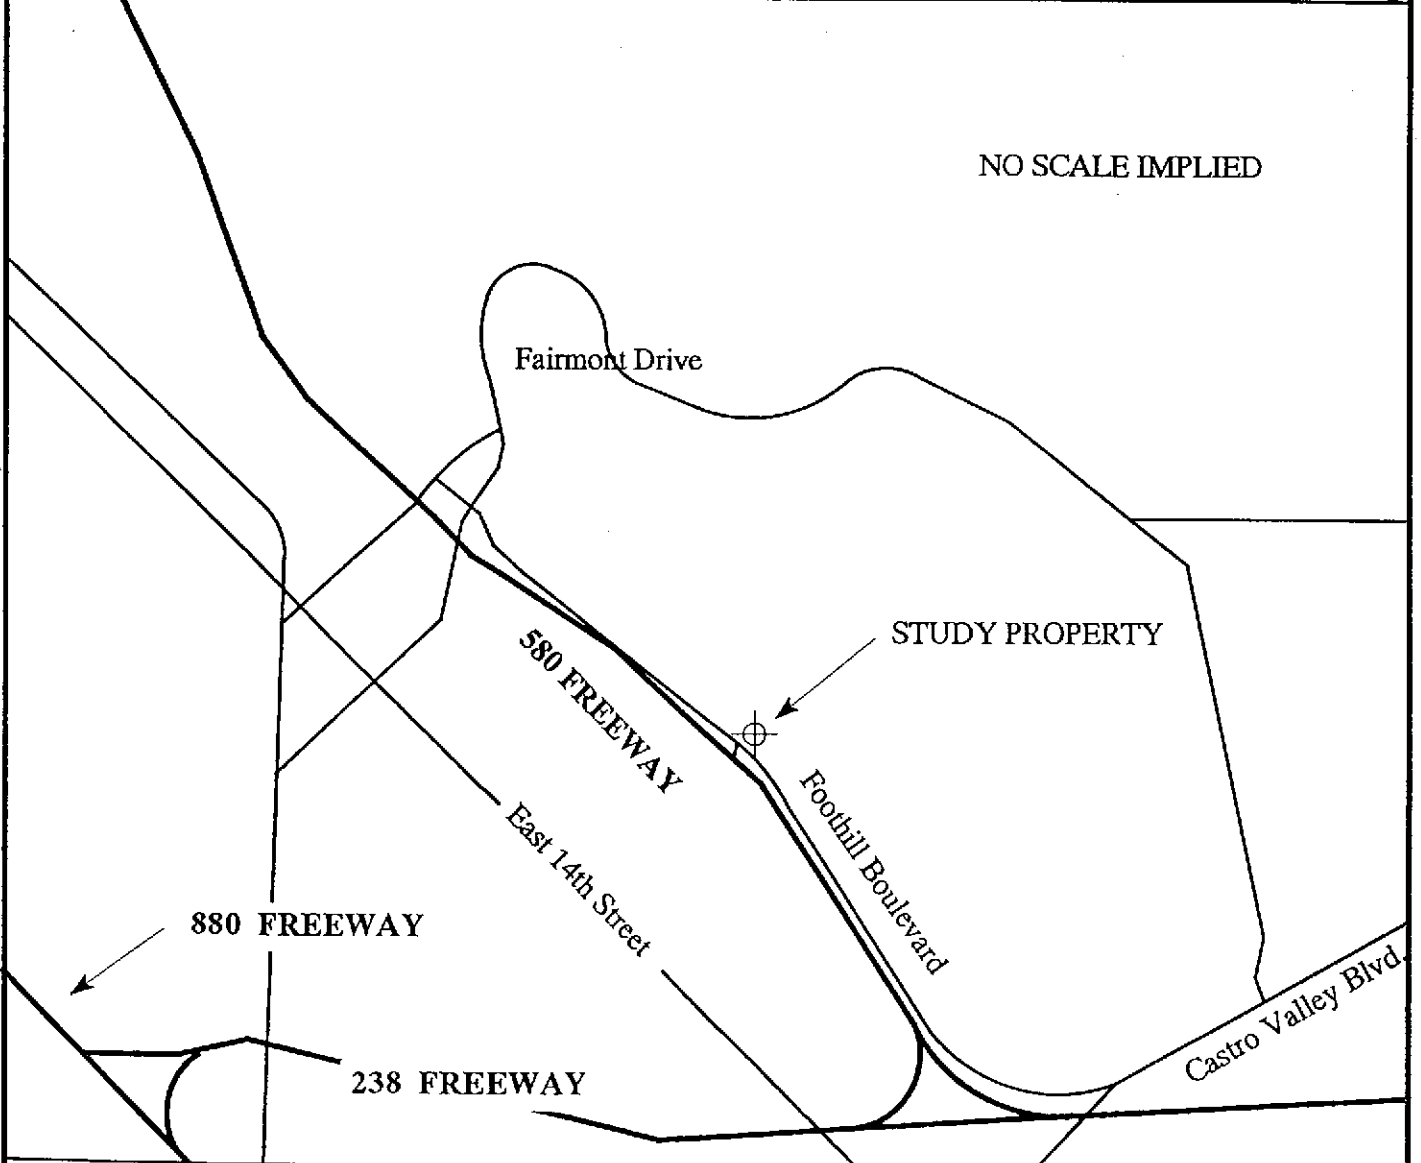 NO SCALE IMPLIED
Fairmont Drive
STUDY PROPERTY
580 FREEWAY
Foothill Boulevard
East 14th Street
880 FREEWAY
Castro Valley Blvd.
238 FREEWAY